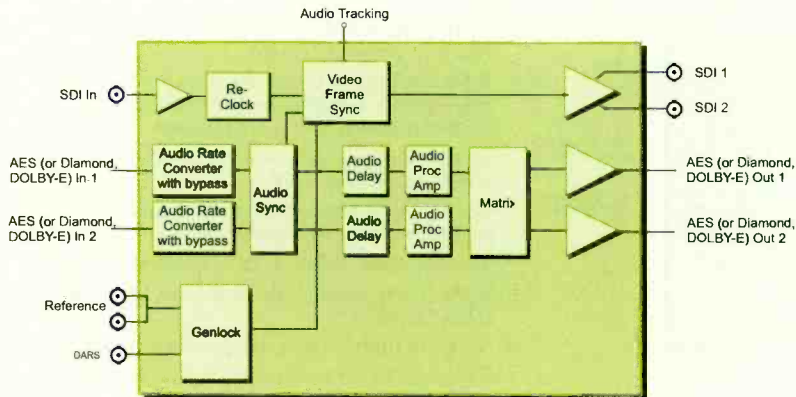 Audio Tracking
SDI In
Re-
Clock
Video
Frame
Sync
SDI 1
SDI 2
AES (or Diamond,
DOLBY-E) In 1
Audio Rate
Converter
with bypass
Audio
Sync
Audio
Delay
Audio
Proc
Amp
Matrix
AES (or Diamond,
DOLBY-E) Out 1
AES (or Diamond,
DOLBY-E) In 2
Audio Rate
Converter
with bypass
Audio
Delay
Audio
Proc
Amp
AES (or Diamond,
DOLBY-E) Out 2
Reference
Genlock
DARS